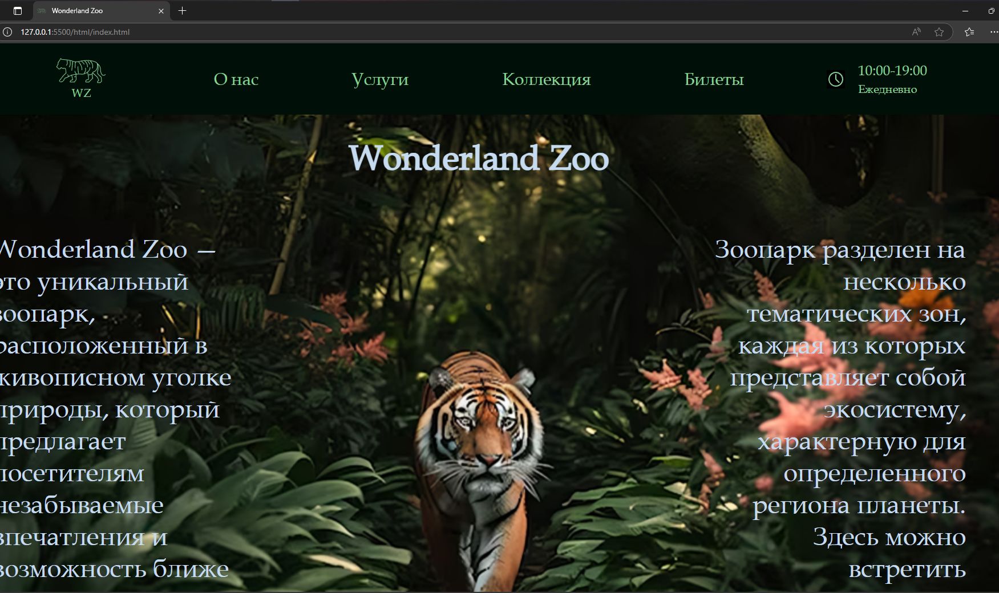 Wonderland Zoo
127.0.0.1:5500/html/index.html
WZ
О нас
Услуги
Коллекция
Билеты
10:00-19:00
Ежедневно
Wonderland Zoo
Wonderland Zoo —
это уникальный
зоопарк,
расположенный в
живописном уголке
природы, который
предлагает
посетителям
незабываемые
впечатления и
возможность ближе
Зоопарк разделен на
несколько
тематических зон,
каждая из которых
представляет собой
экосистему,
характерную для
определенного
региона планеты.
Здесь можно
встретить